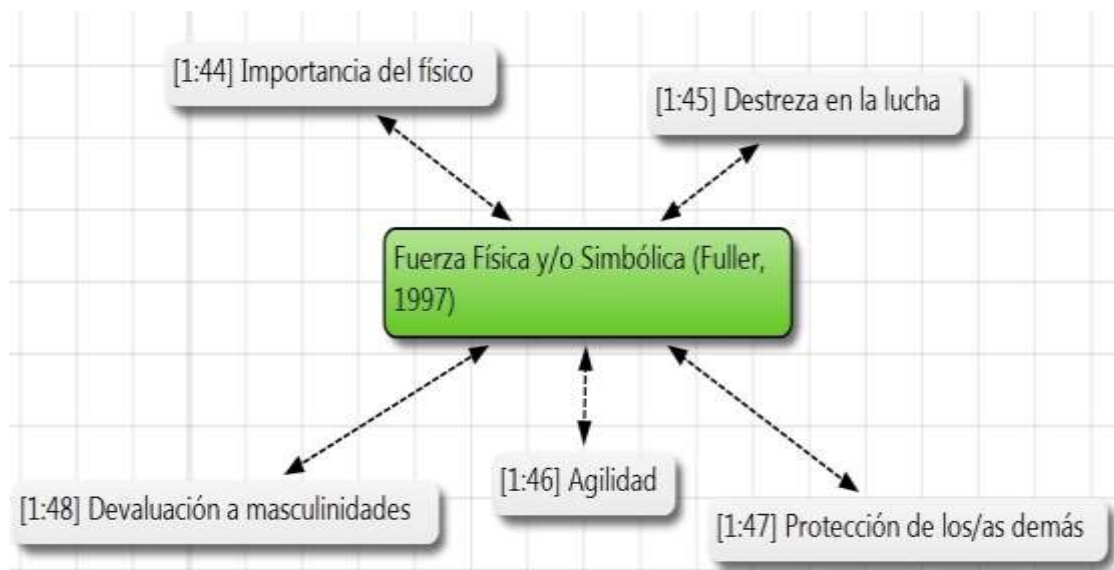 [1:44] Importancia del físico
[1:45] Destreza en la lucha
Fuerza Física y/o Simbólica (Fuller,
1997)
[1:48] Devaluación a masculinidades
[1:46] Agilidad
[1:47] Protección de los/as demás